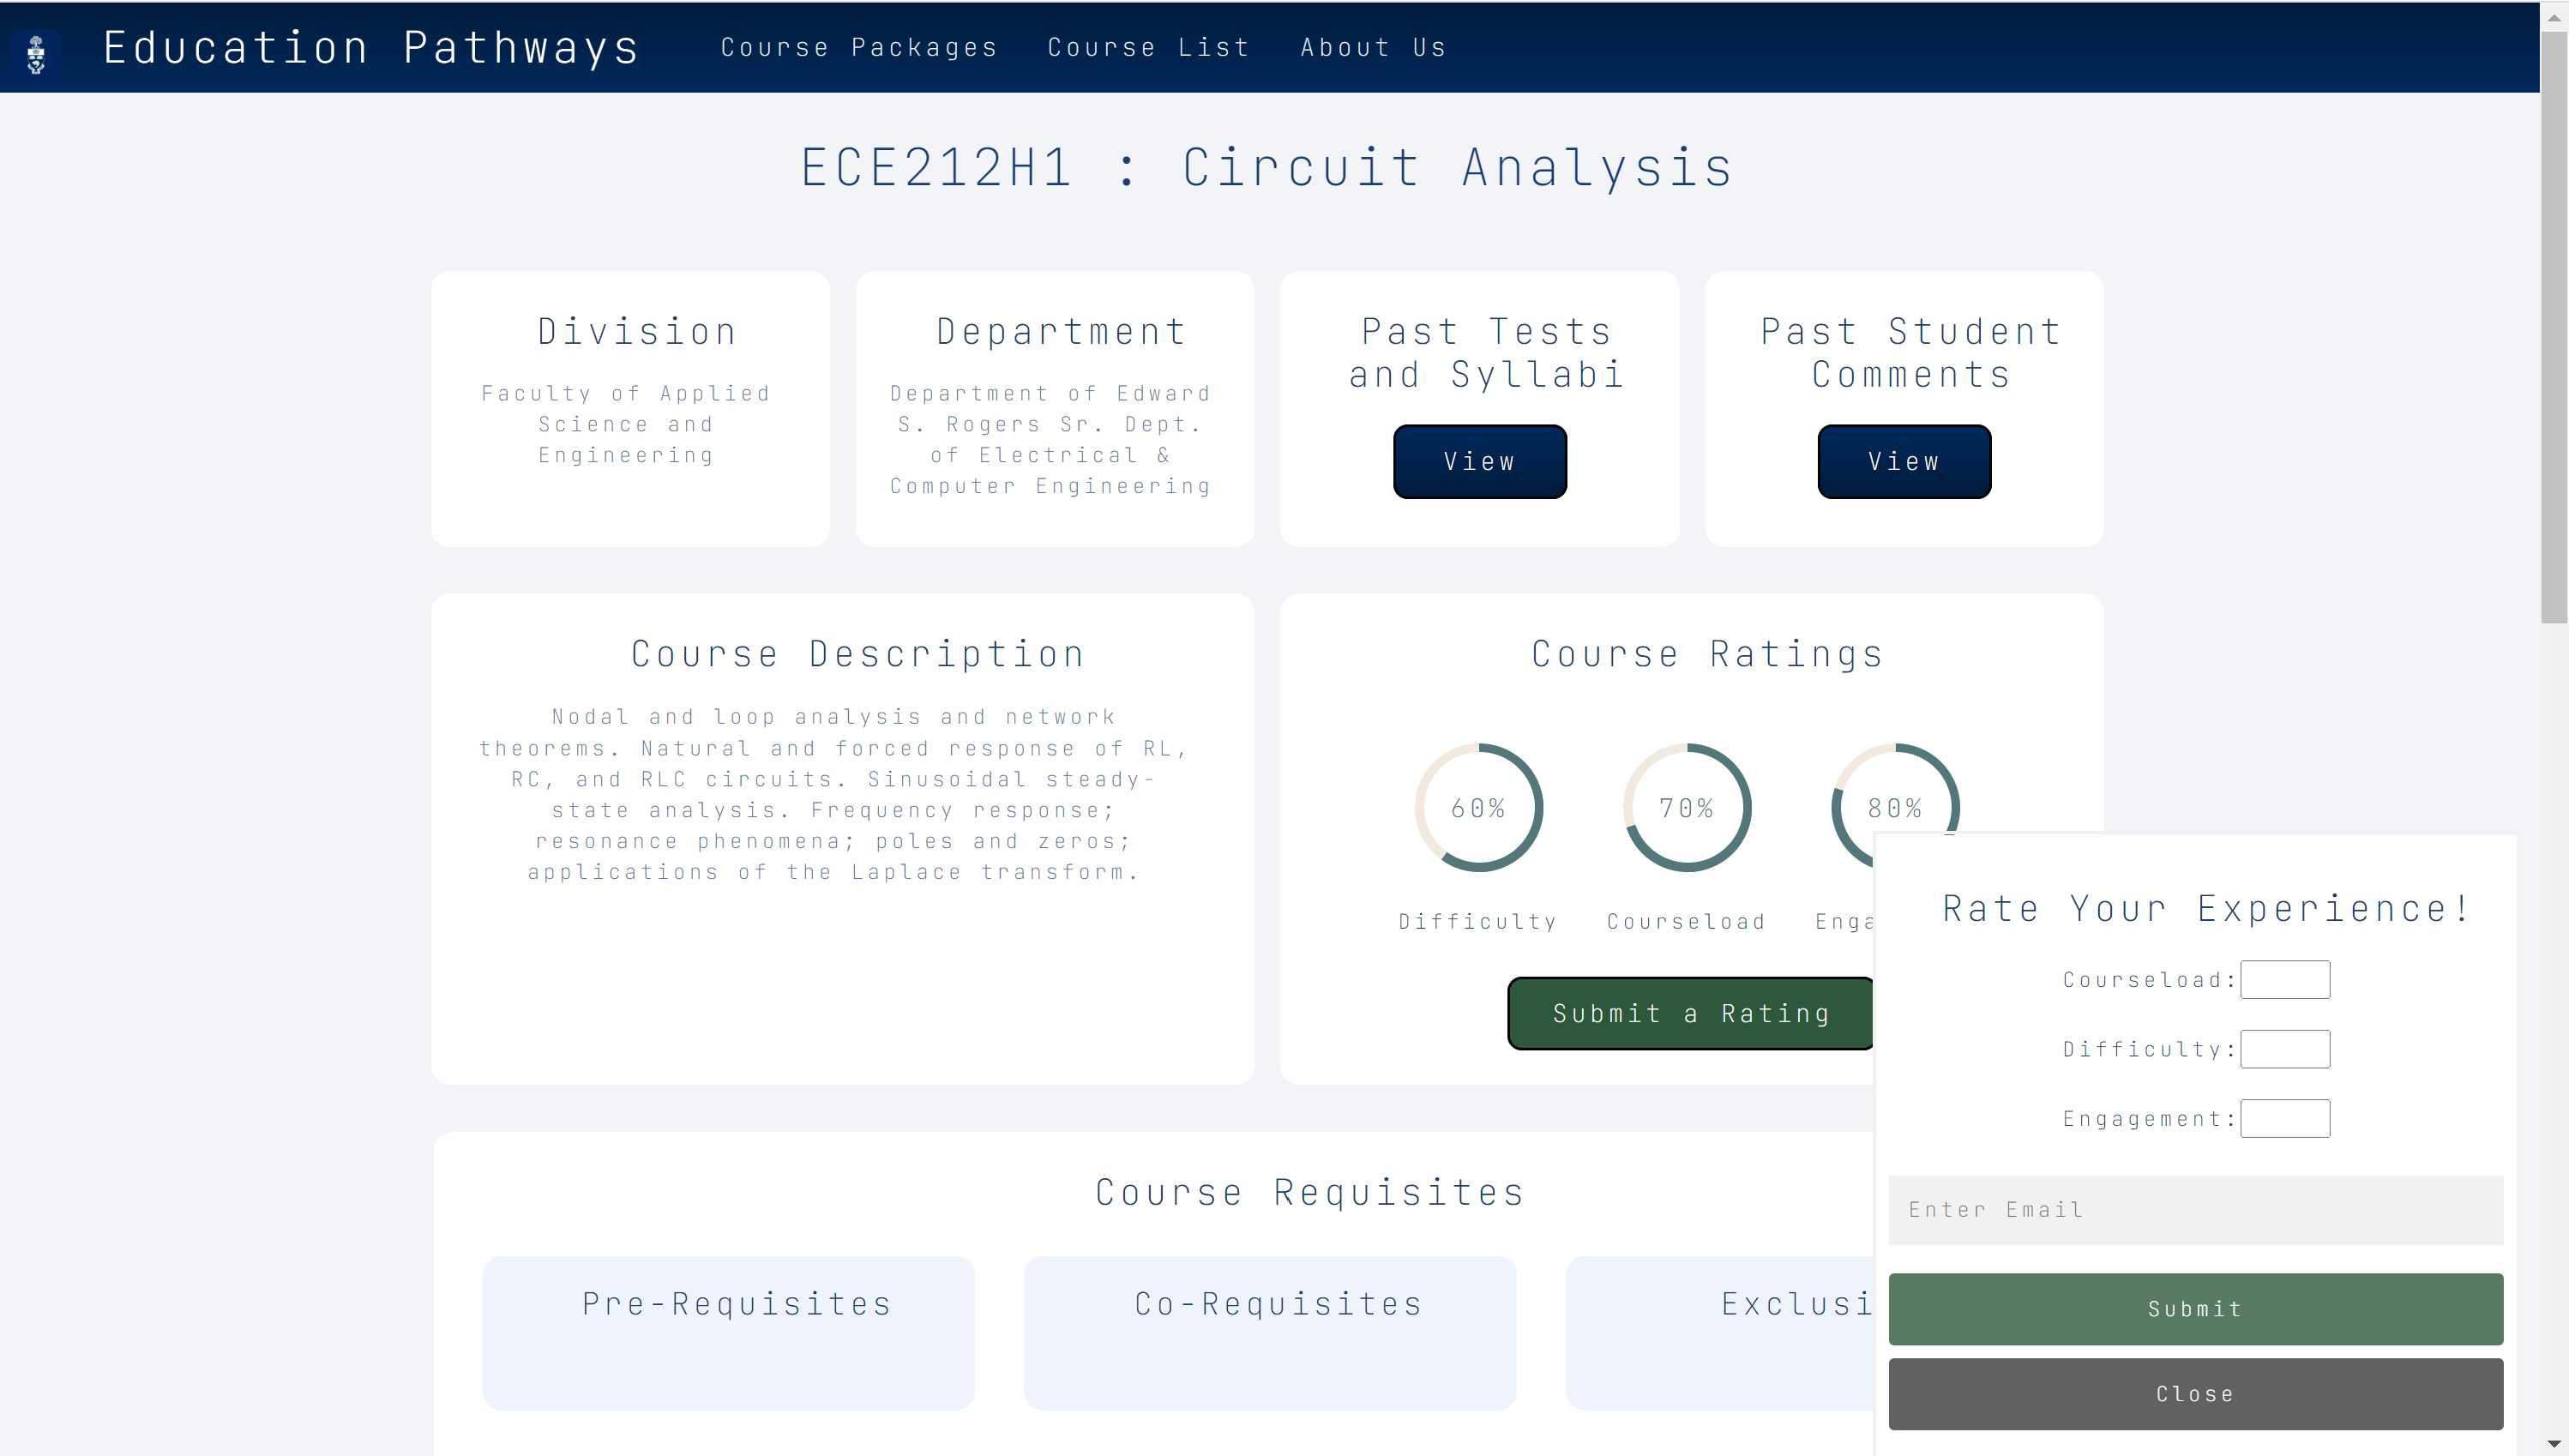 Education Pathways
Course Packages
Course List
About Us
ECE212H1 : Circuit Analysis
Division
Faculty of Applied
Science and
Engineering
Department
Department of Edward
S. Rogers Sr. Dept.
of Electrical &
Computer Engineering
Past Tests
and Syllabi
View
Past Student
Comments
View
Course Description
Nodal and loop analysis and network
theorems. Natural and forced response of RL,
RC, and RLC circuits. Sinusoidal steady-
state analysis. Frequency response;
resonance phenomena; poles and zeros;
applications of the Laplace transform.
Course Ratings
60%
70%
80%
Difficulty
Courseload
Enga
Submit a Rating
Course Requisites
Pre-Requisites
Co-Requisites
Exclusi
Rate Your Experience!
Courseload:
Difficulty:
Engagement:
Enter Email
Submit
Close